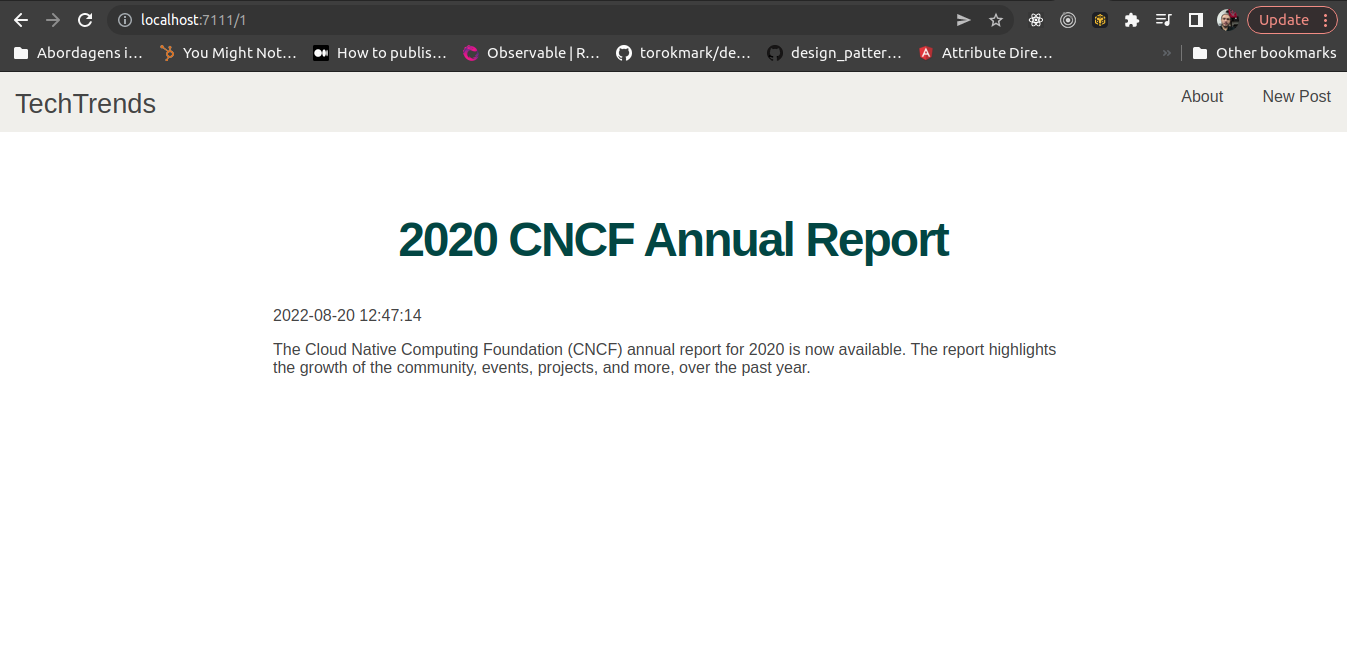 localhost:7111/1
Update
Abordagens i...
You Might Not...
How to publis...
Observable | R...
torokmark/de...
design_patter...
Attribute Dire...
»
Other bookmarks
TechTrends
About
New Post
2020 CNCF Annual Report
2022-08-20 12:47:14
The Cloud Native Computing Foundation (CNCF) annual report for 2020 is now available. The report highlights
the growth of the community, events, projects, and more, over the past year.